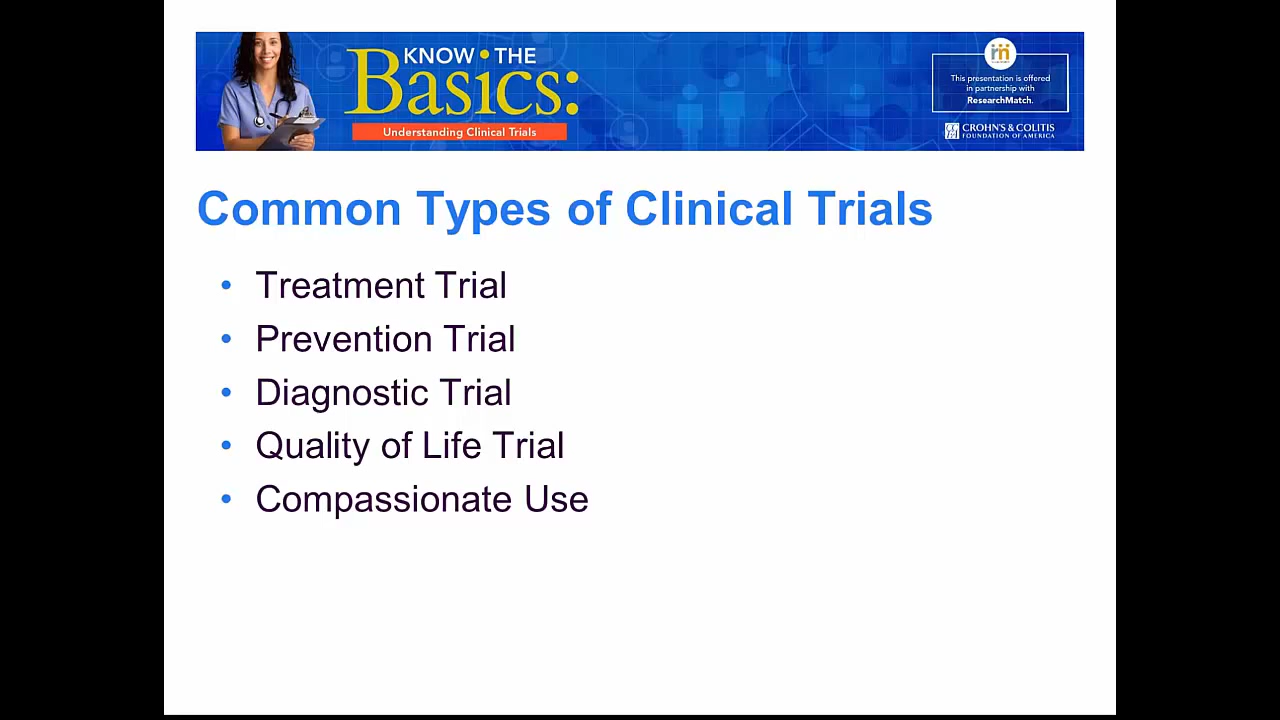 KNOW • THE
Basics:
Understanding Clinical Trials
This presentation is offered
in partnership with
ResearchMatch.
CROHN'S & COLITIS
FOUNDATION OF AMERICA
Common Types of Clinical Trials
• Treatment Trial
• Prevention Trial
• Diagnostic Trial
• Quality of Life Trial
• Compassionate Use